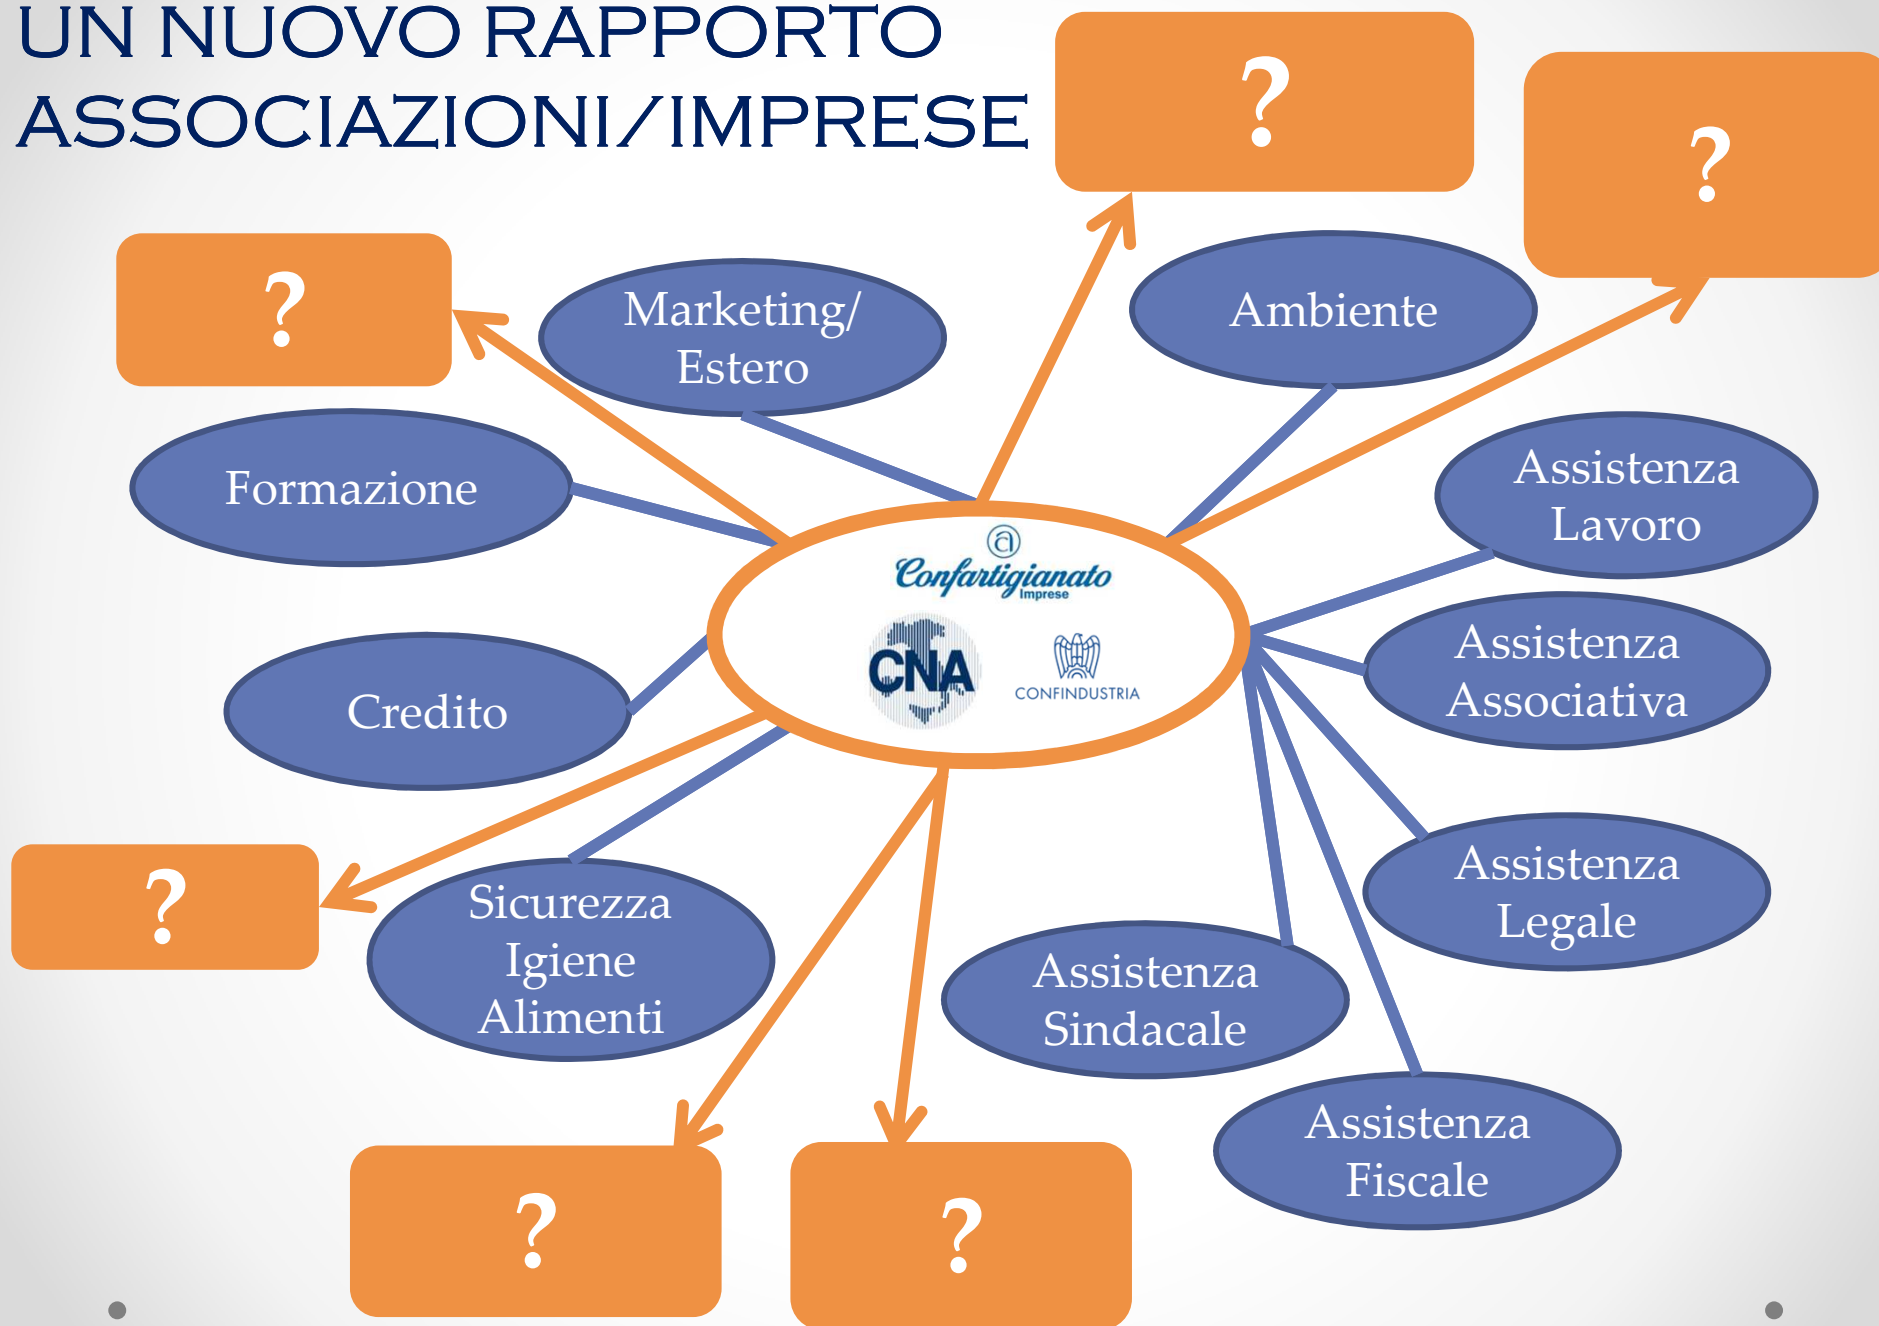 UN NUOVO RAPPORTO
ASSOCIAZIONI/IMPRESE
?
?
?
Marketing/
Estero
Ambiente
Formazione
Assistenza
Lavoro
a
Confartigianato
Imprese
CNA
CONFINDUSTRIA
Assistenza
Associativa
Credito
?
Sicurezza
Igiene
Alimenti
Assistenza
Legale
Assistenza
Sindacale
Assistenza
Fiscale
?
?